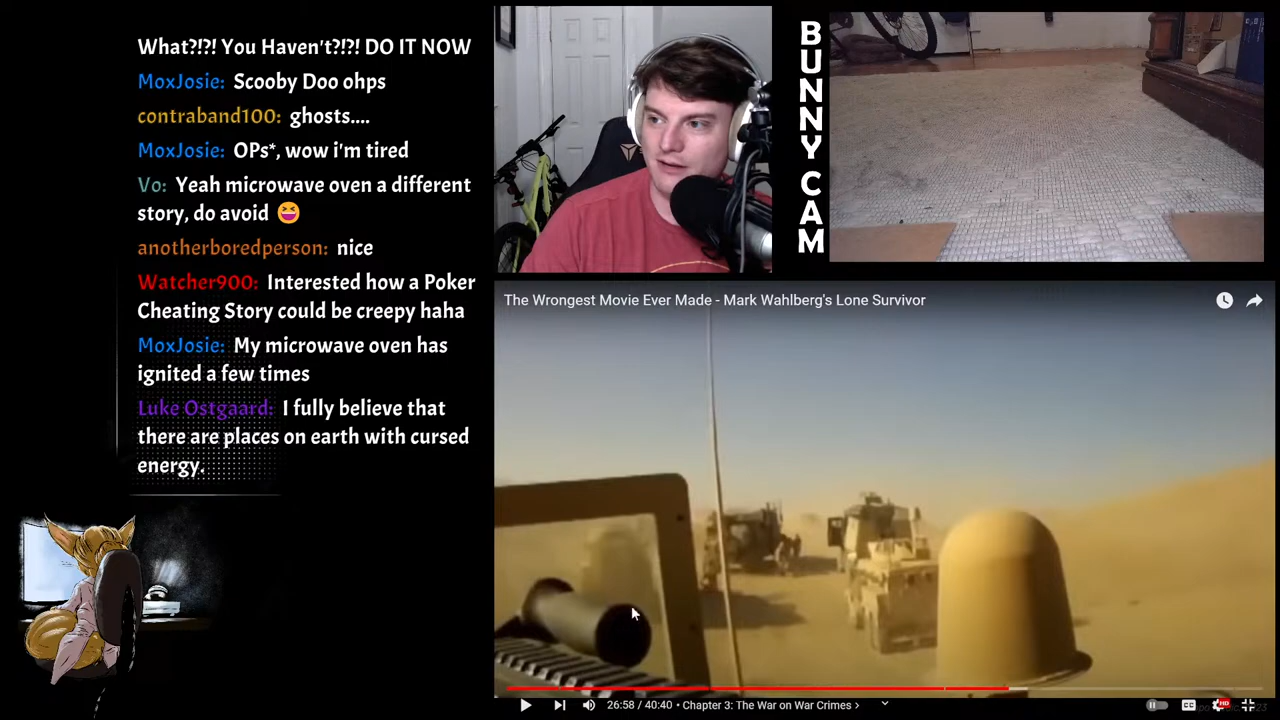 What?!?! You Haven't?!?! DO IT NOW
MoxJosie: Scooby Doo ohps
contraband100: ghosts....
MoxJosie: OPs*, wow i'm tired
Vo: Yeah microwave oven a different
story, do avoid 😆
anotherboredperson: nice
Watcher900: Interested how a Poker
Cheating Story could be creepy haha
MoxJosie: My microwave oven has
ignited a few times
Luke Ostgaard: I fully believe that
there are places on earth with cursed
energy.
BUNNY CAM
The Wrongest Movie Ever Made - Mark Wahlberg's Lone Survivor
26:58 / 40:40 • Chapter 3: The War on War Crimes ›
CC
HD